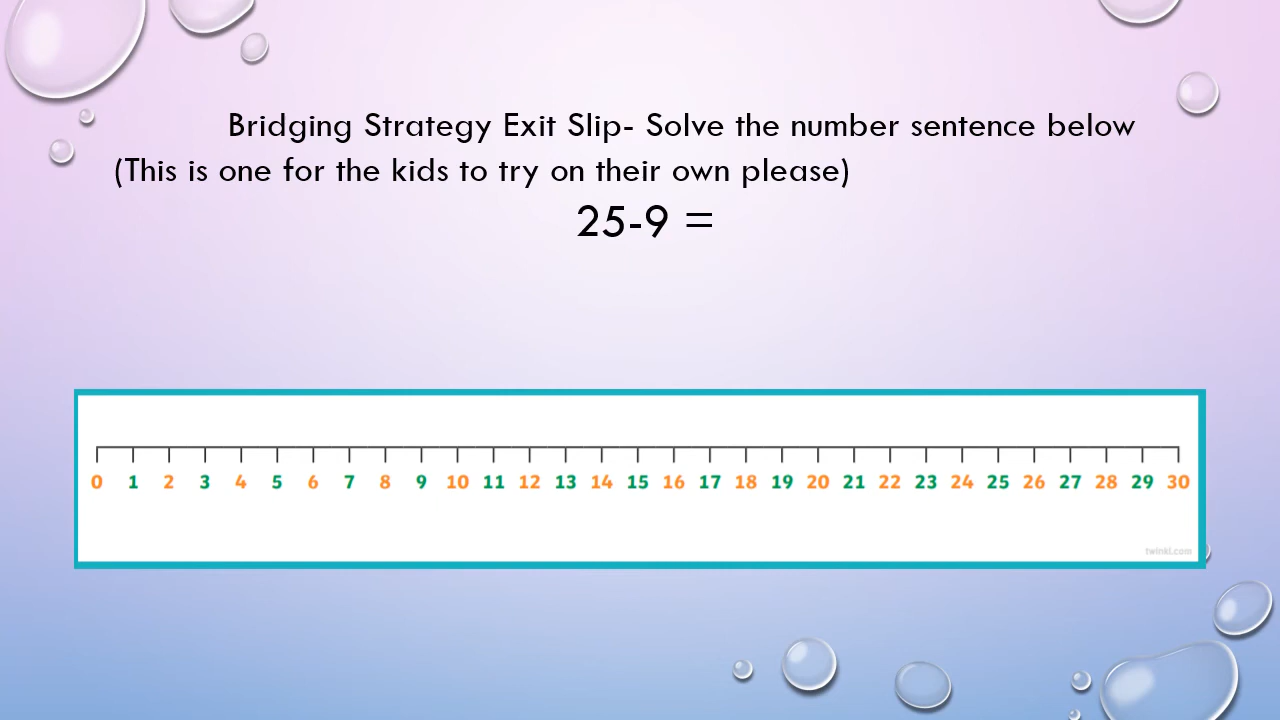 Bridging Strategy Exit Slip- Solve the number sentence below
(This is one for the kids to try on their own please)
25-9 =
0 1 2 3 4 5 6 7 8 9 10 11 12 13 14 15 16 17 18 19 20 21 22 23 24 25 26 27 28 29 30
twinkl.com